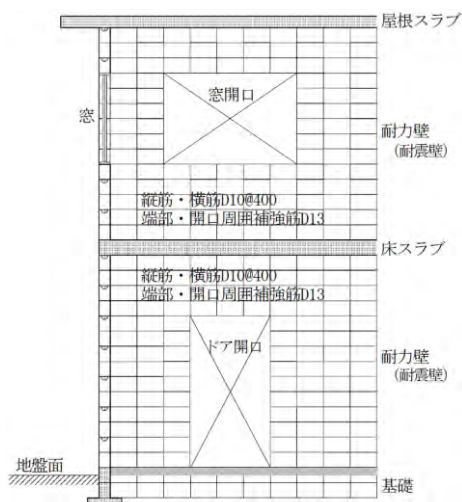 屋根スラブ
窓開口
窓
耐力壁
(耐震壁)
縦筋・横筋D10@400
端部・開口周囲補強筋D13
床スラブ
縦筋・横筋D10@400
端部・開口周囲補強筋D13
ドア開口
耐力壁
(耐震壁)
地盤面
基礎